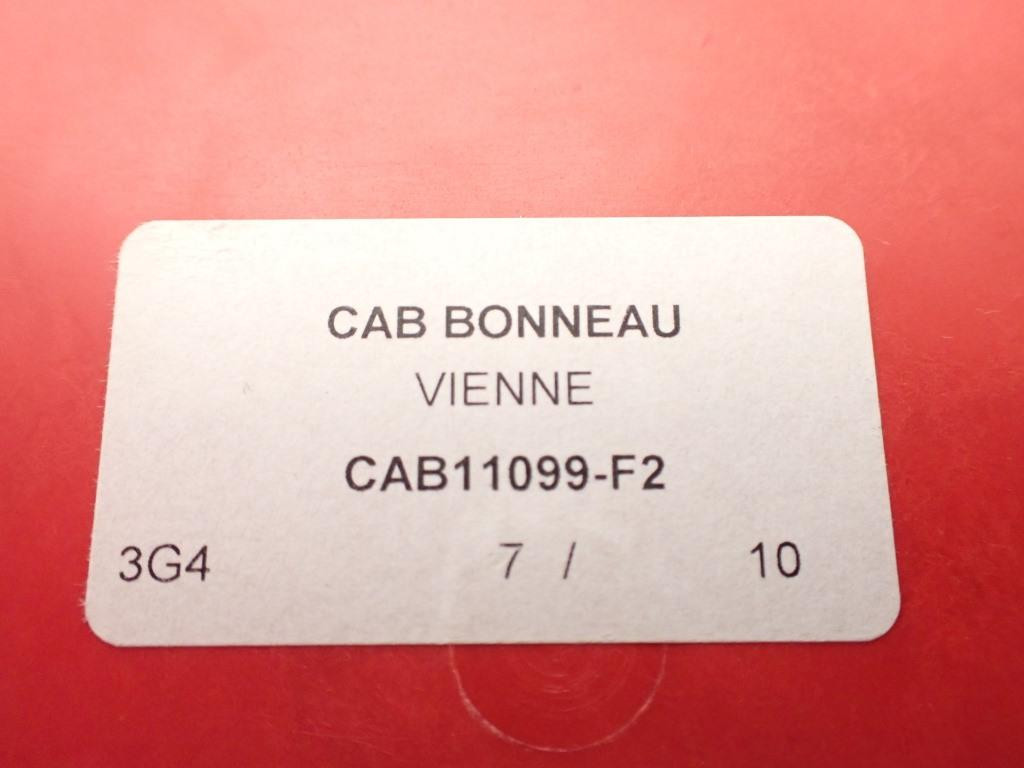 CAB BONNEAU
VIENNE
CAB11099-F2
3G4 7 / 10